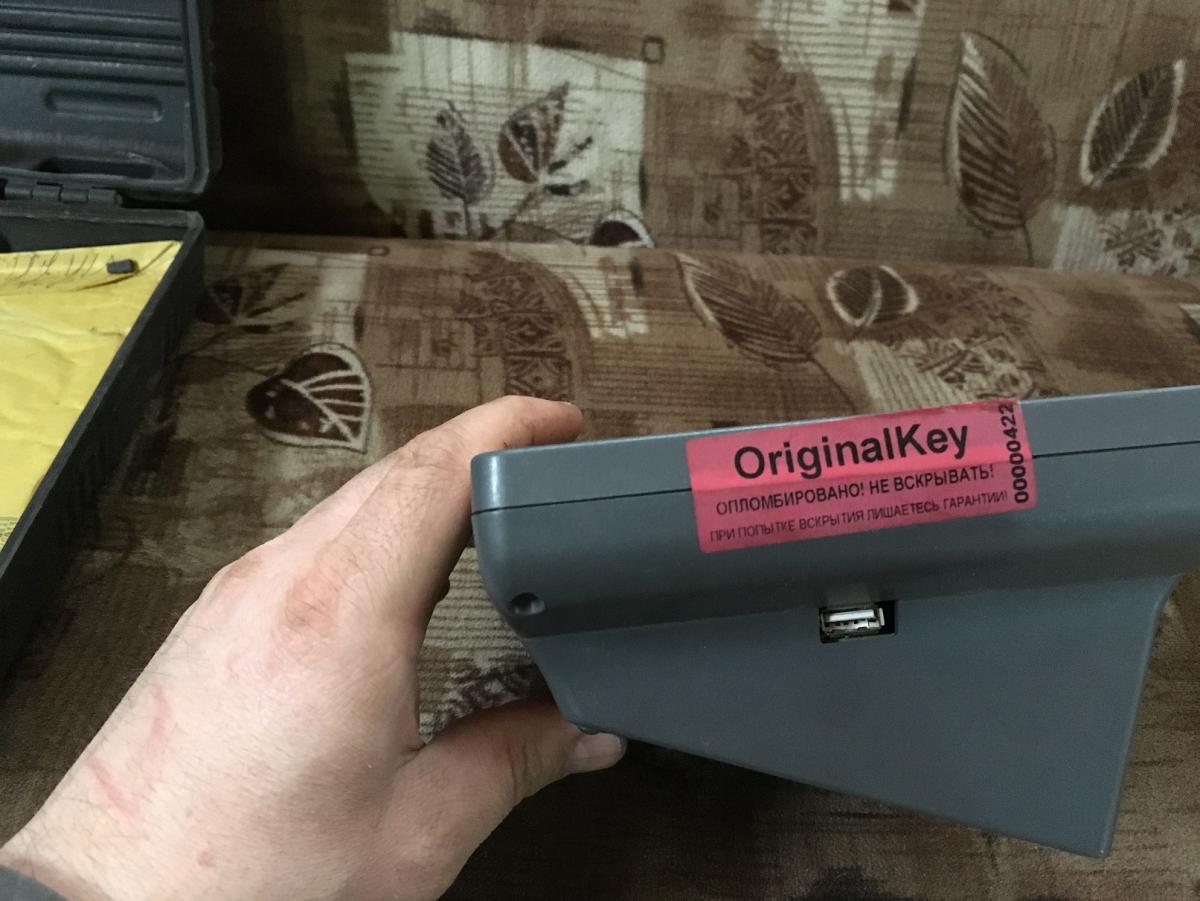 OriginalKey
ОПЛОМБИРОВАНО! НЕ ВСКРЫВАТЬ!
ПРИ ПОПЫТКЕ ВСКРЫТИЯ ЛИШАЕТЕСЬ ГАРАНТИИ!
00000422